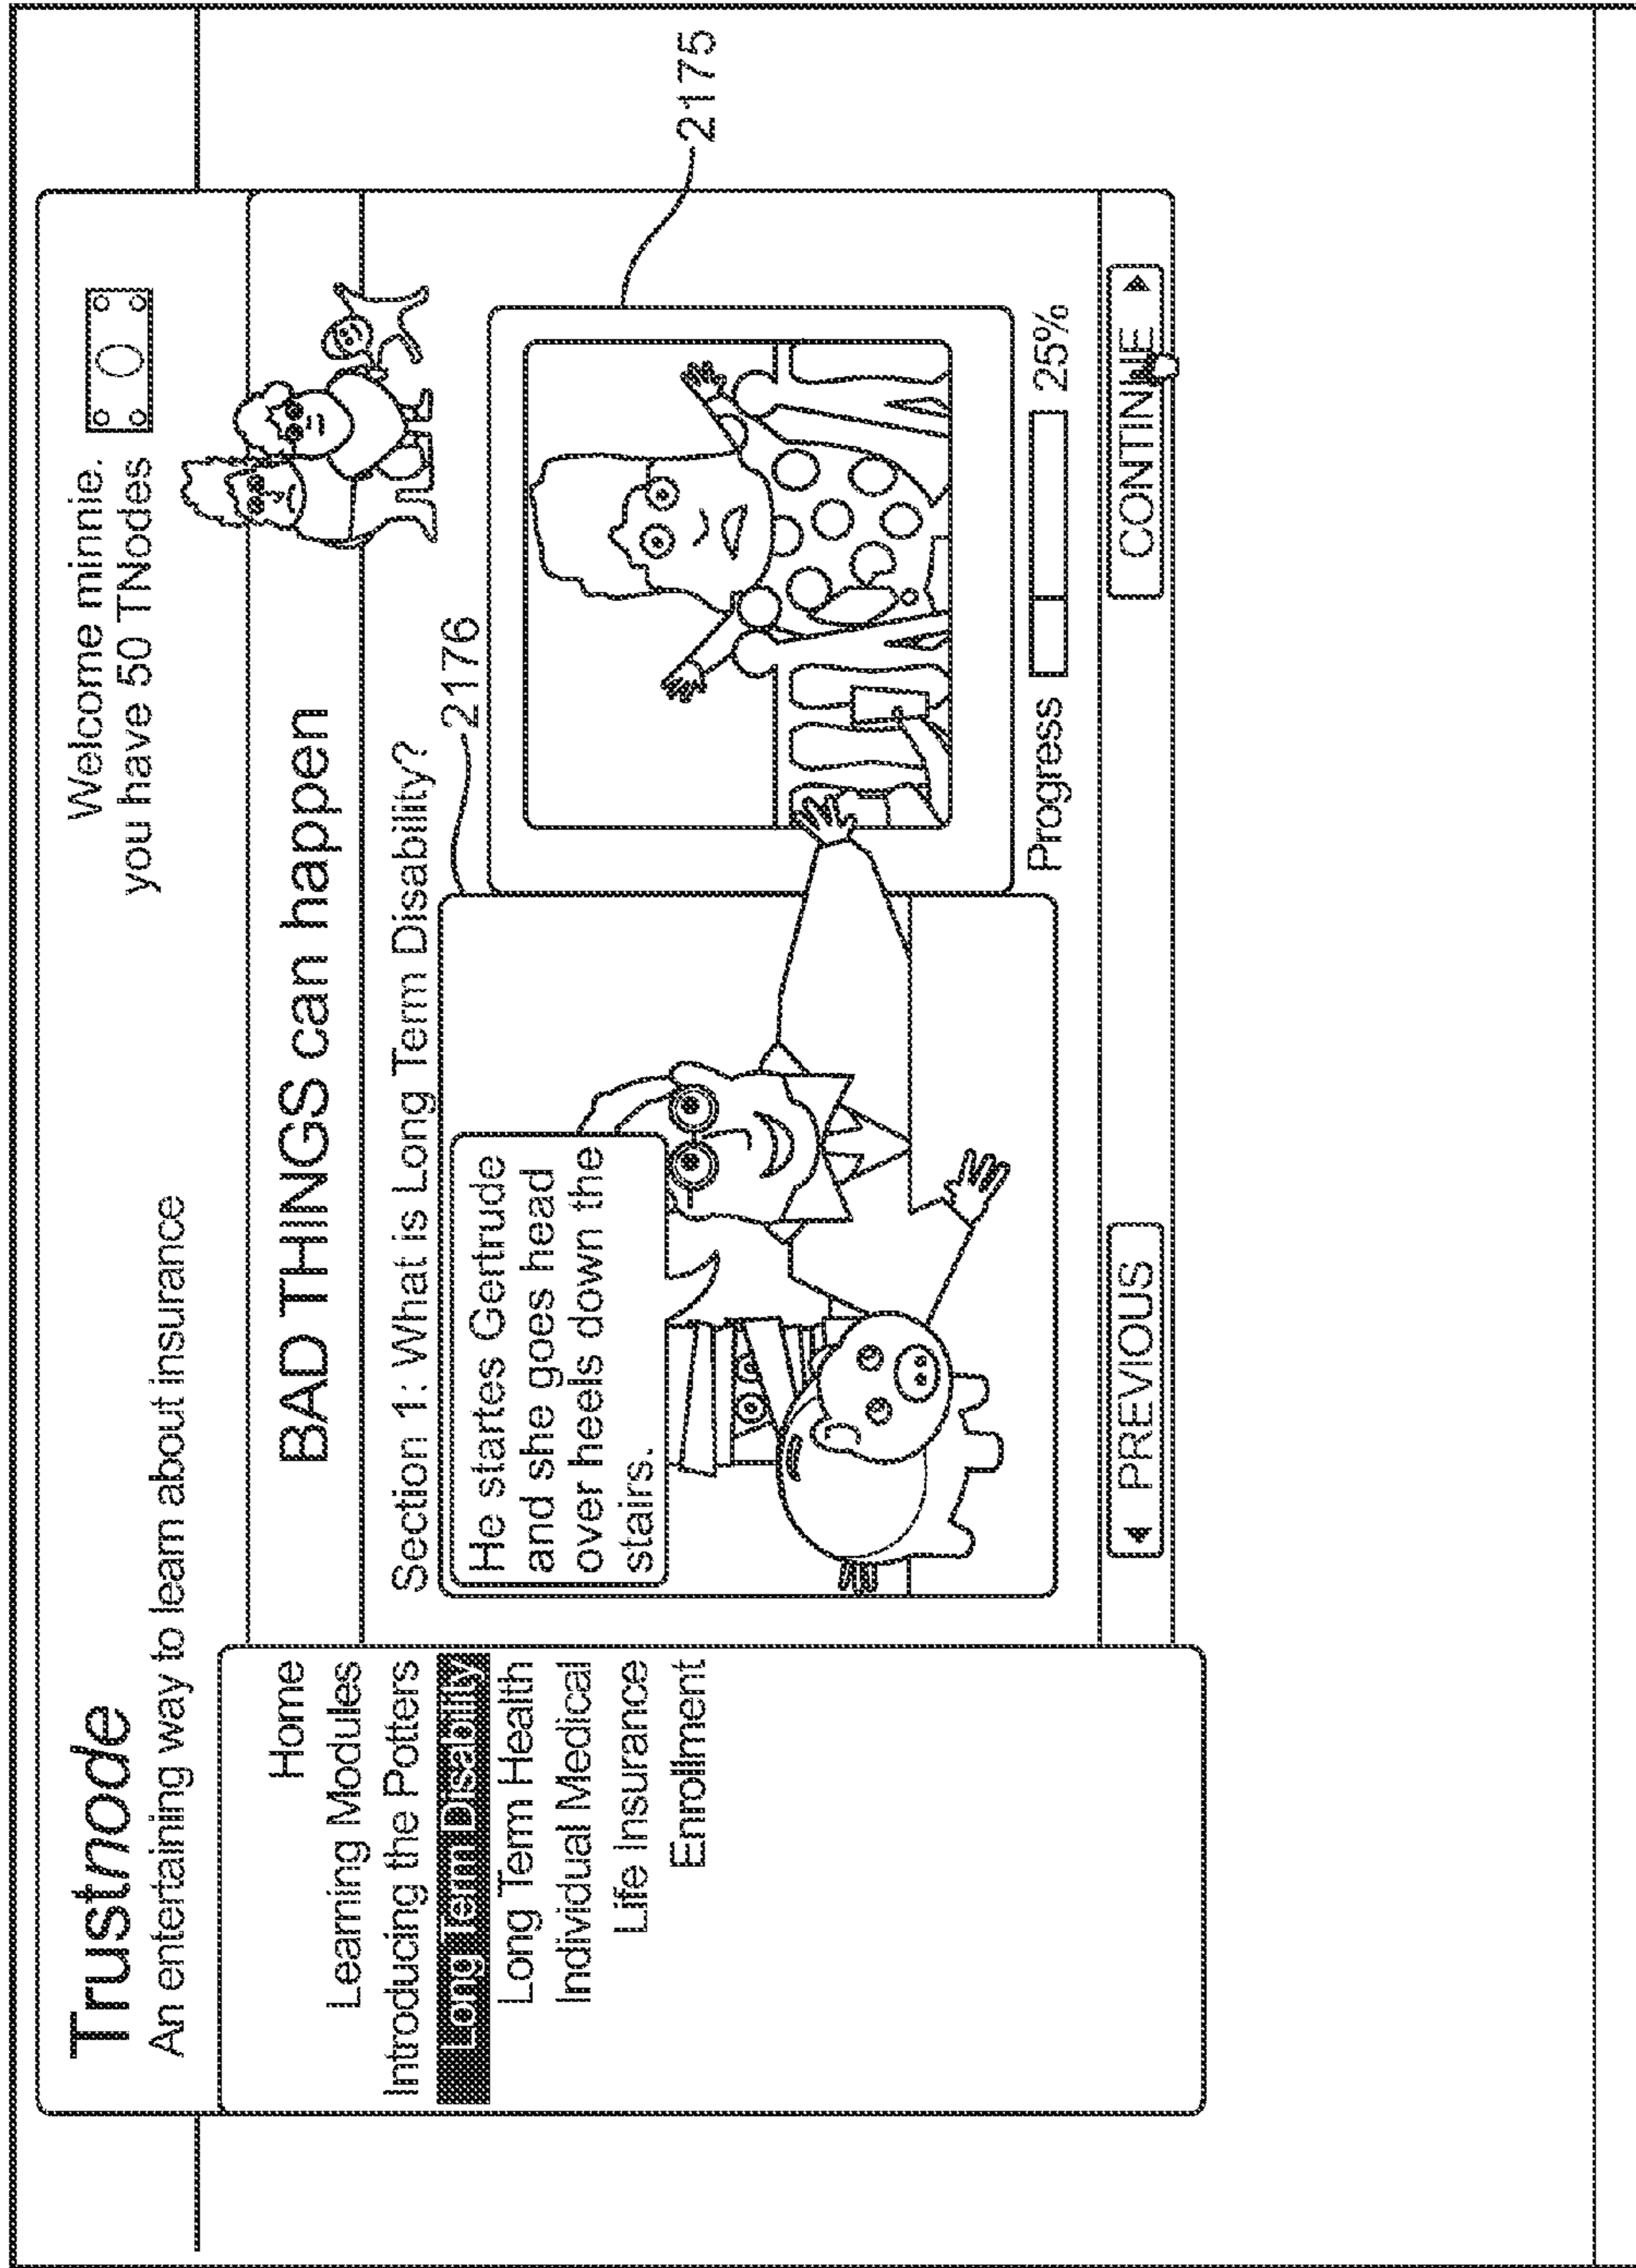 Trustnode
An entertaining way to learn about insurance
Welcome minnie.
you have 50 TNodes
Home
Learning Modules
Introducing the Potters
Long Term Disability
Long Term Health
Individual Medical
Life Insurance
Enrollment
BAD THINGS can happen
Section 1: What is Long Term Disability?
2176
He startes Gertrude
and she goes head
over heels down the
stairs.
2175
Progress 25%
PREVIOUS
CONTINUE